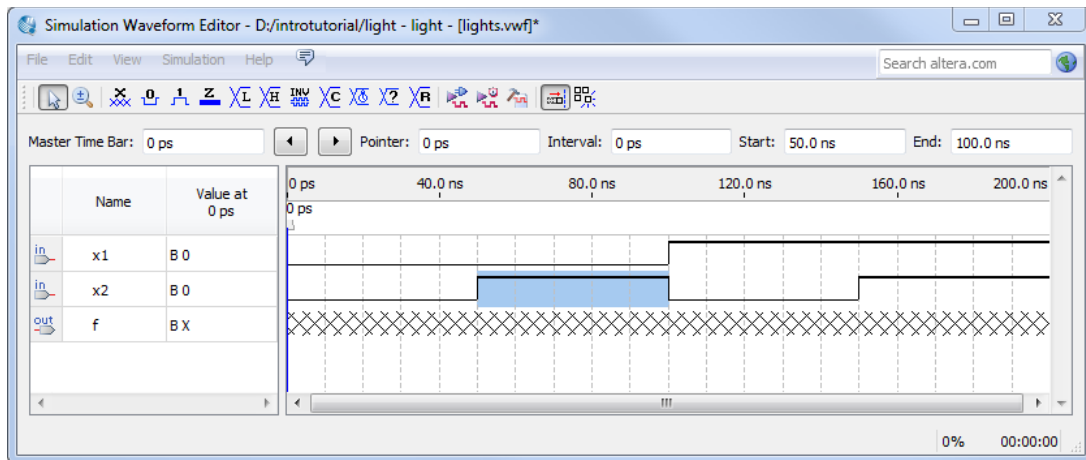 Simulation Waveform Editor - D:/introtutorial/light - light - [lights.vwf]*
File Edit View Simulation Help
Search altera.com
Master Time Bar: 0 ps Pointer: 0 ps Interval: 0 ps Start: 50.0 ns End: 100.0 ns
Name Value at 0 ps
0 ps 40.0 ns 80.0 ns 120.0 ns 160.0 ns 200.0 ns
0 ps
in x1 B 0
in x2 B 0
out f B X
0% 00:00:00